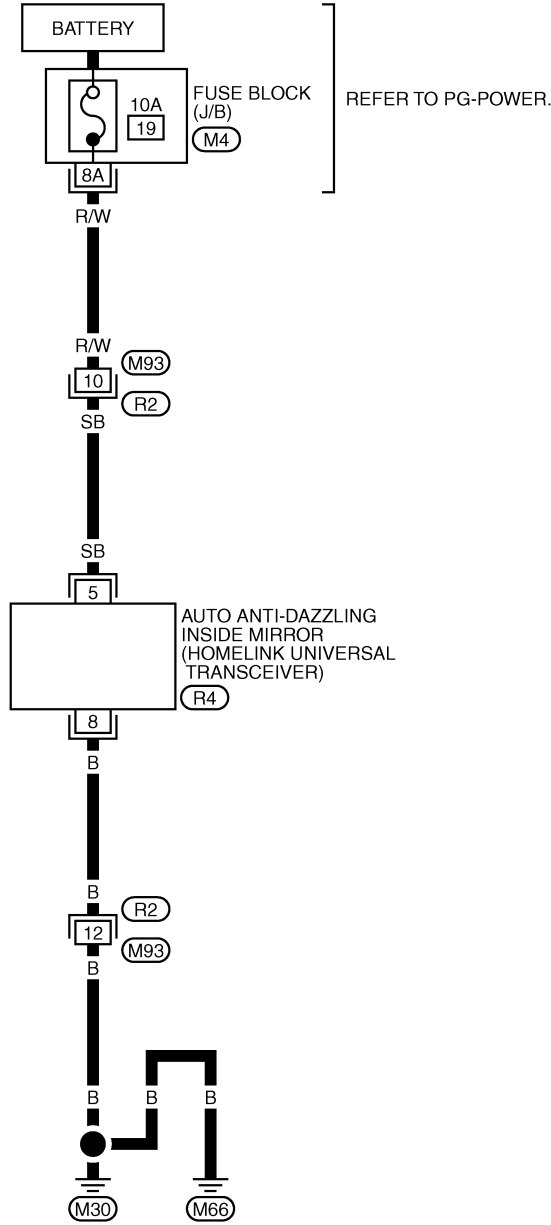 BATTERY
FUSE BLOCK
(J/B)
10A
19
M4
REFER TO PG-POWER.
8A
R/W
R/W
M93
10
R2
SB
SB
5
AUTO ANTI-DAZZLING
INSIDE MIRROR
(HOMELINK UNIVERSAL
TRANSCEIVER)
R4
8
B
B
R2
12
M93
B
B
B
B
M30
M66